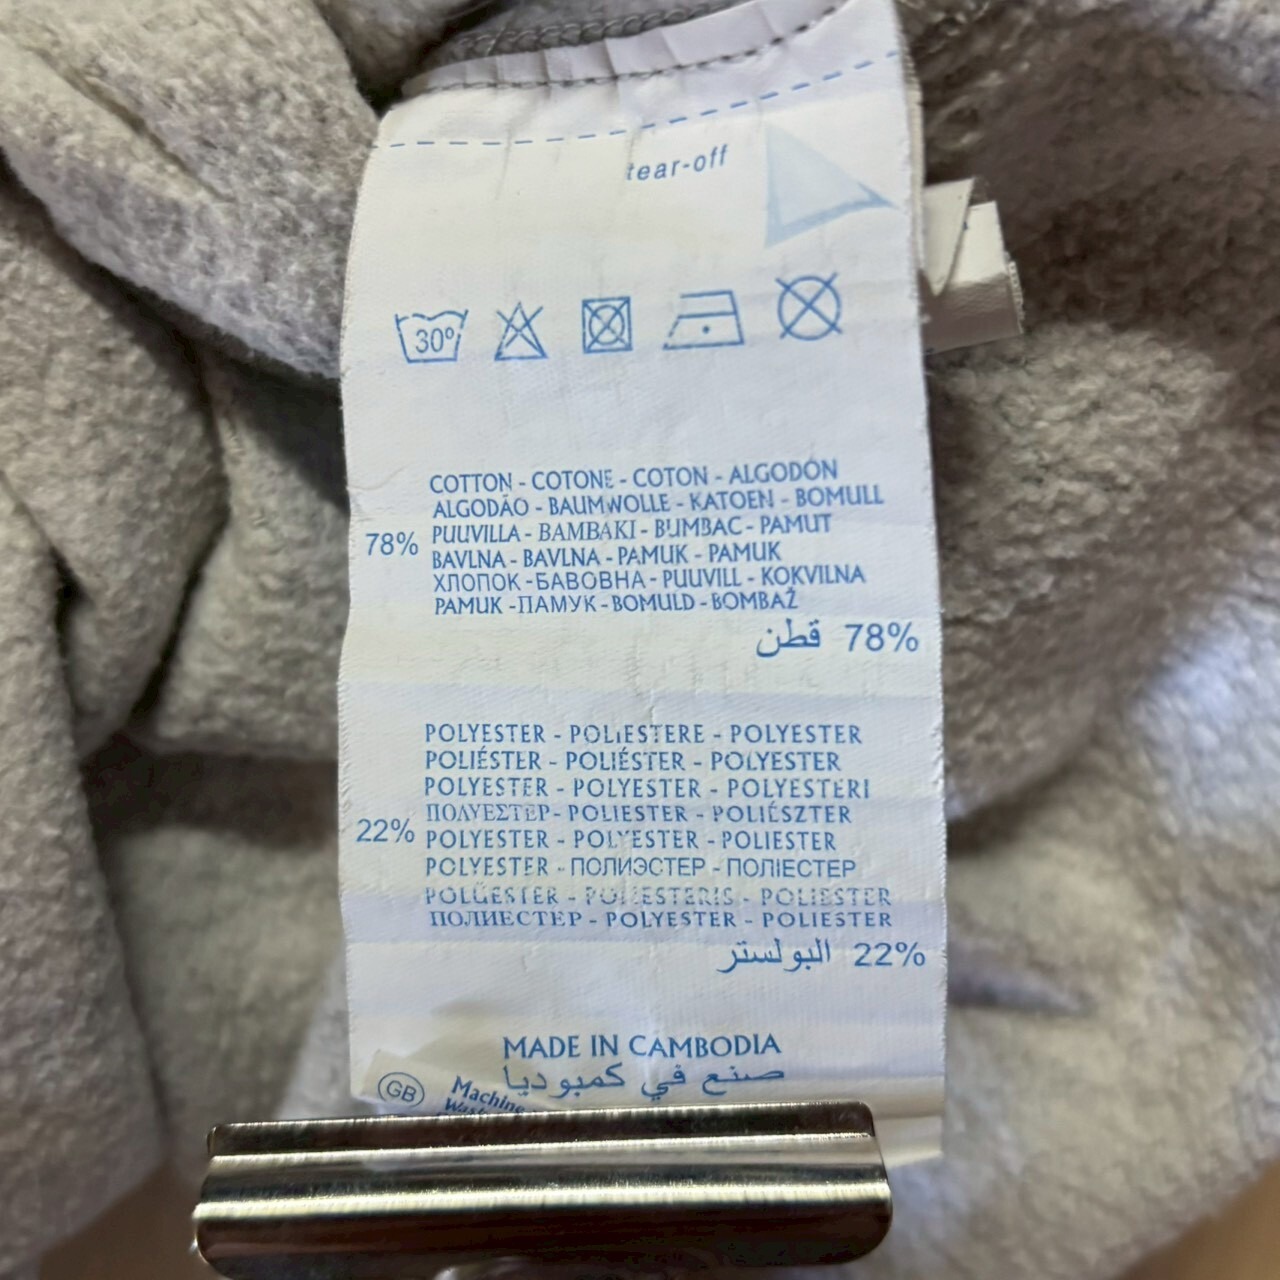 tear-off
30º
COTTON - COTONE - COTON - ALGODÓN
ALGODÃO - BAUMWOLLE - KATOEN - BOMULL
78% PUUVILLA - BAMBAKI - BUMBAC - PAMUT
BAVLNA - BAVLNA - PAMUK - PAMUK
ХЛОПОК - БАВОВНА - PUUVILL - KOKVILNA
PAMUK - ПАМУК - BOMULD - BOMBAŽ
78% قطن
POLYESTER - POLIESTERE - POLYESTER
POLIÉSTER - POLIÉSTER - POLYESTER
POLYESTER - POLYESTER - POLYESTERI
22% ΠΟΛΥΕΣΤΕΡ - POLIESTER - POLIÉSZTER
POLYESTER - POLYESTER - POLIESTER
POLYESTER - ПОЛИЭСТЕР - ПОЛІЕСТЕР
POLÜESTER - POLIESTERIS - POLIESTER
ПОЛИЕСТЕР - POLYESTER - POLIESTER
22% البولستر
MADE IN CAMBODIA
صنع في كمبوديا
GB Machine